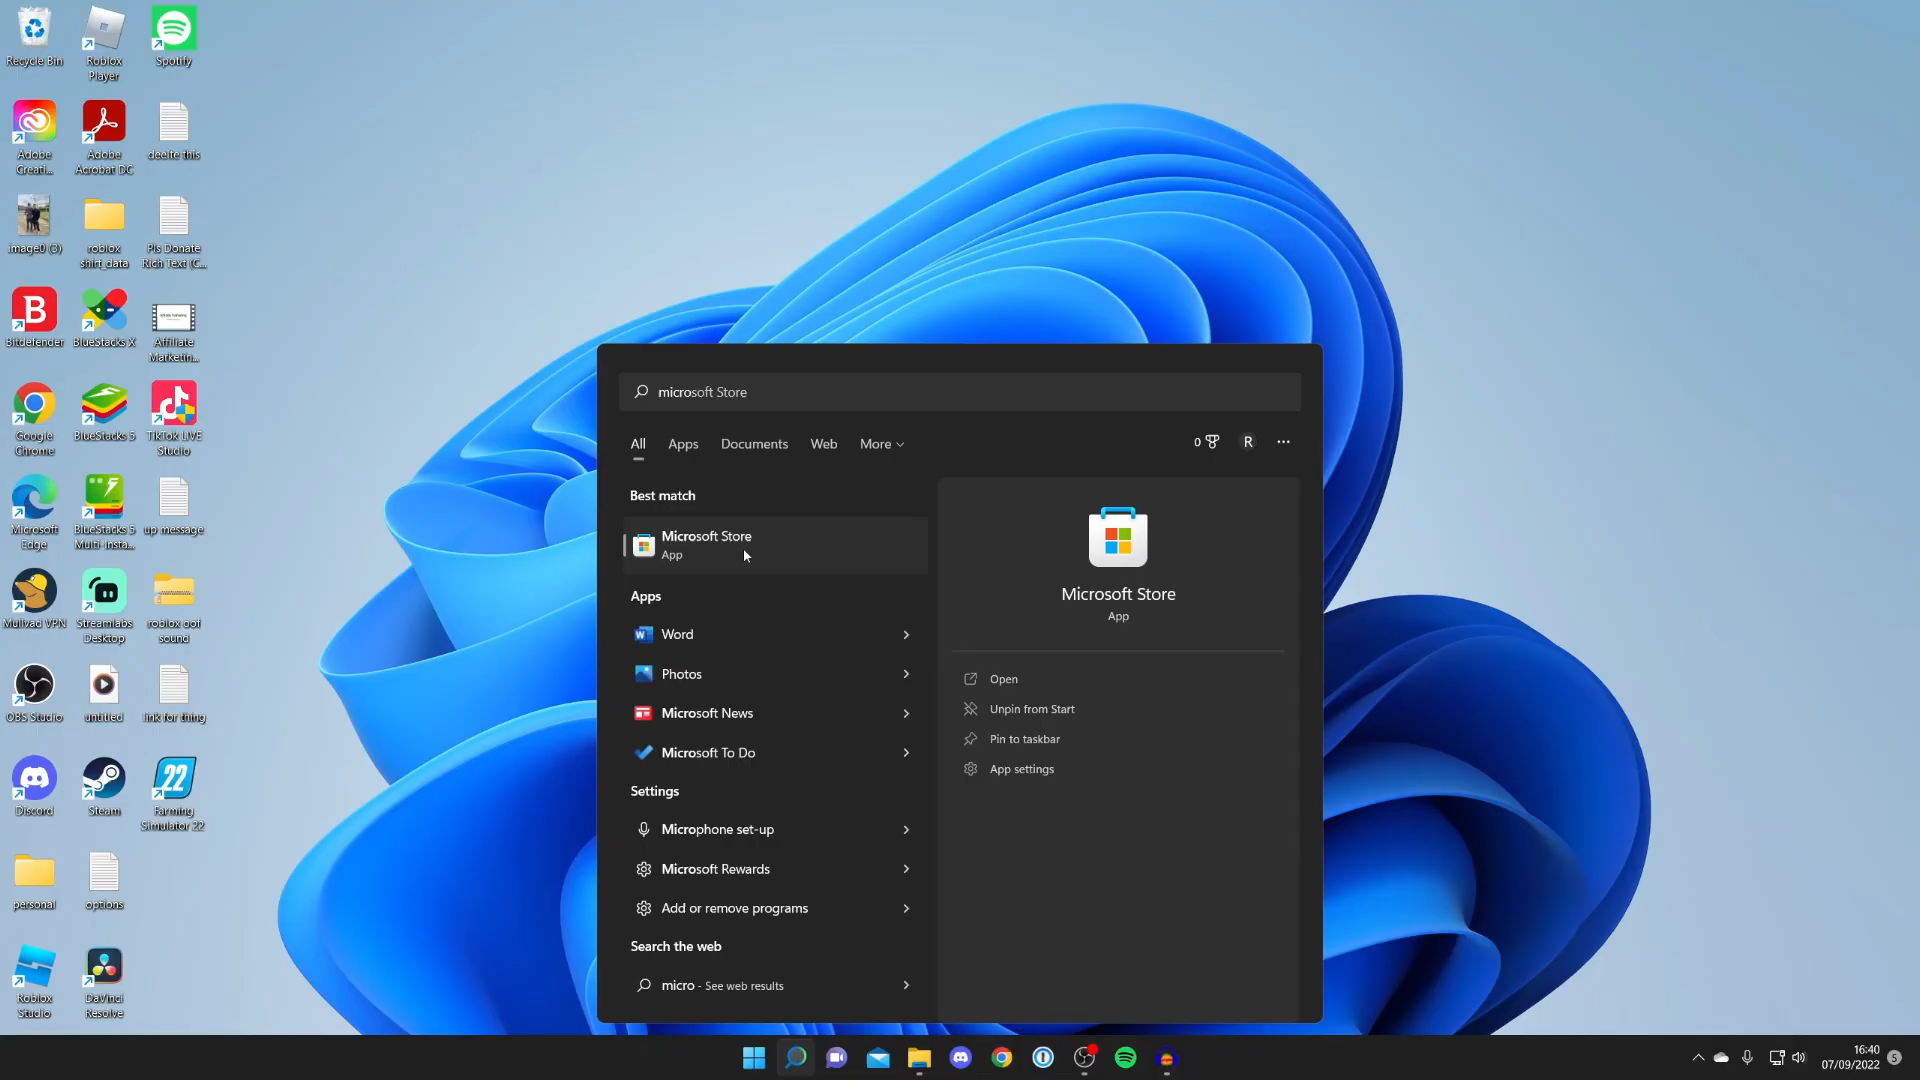 Recycle Bin
Roblox
Player
Spotify
Adobe
Creati...
Adobe
Acrobat DC
deelte this
image0 (3)
roblox
shirt_data
Pls Donate
Rich Text (C...
Bitdefender
BlueStacks X
Affiliate
Marketin...
Google
Chrome
BlueStacks 5
TikTok LIVE
Studio
Microsoft
Edge
BlueStacks 5
Multi-Insta...
up message
Mullvad VPN
Streamlabs
Desktop
roblox oof
sound
OBS Studio
untitled
link for thing
Discord
Steam
22
Farming
Simulator 22
personal
options
Roblox
Studio
DaVinci
Resolve
microsoft Store
All
Apps
Documents
Web
More
0
R
Best match
Microsoft Store
App
Apps
Word
Photos
Microsoft News
Microsoft To Do
Settings
Microphone set-up
Microsoft Rewards
Add or remove programs
Search the web
micro - See web results
Microsoft Store
App
Open
Unpin from Start
Pin to taskbar
App settings
16:40
07/09/2022
5